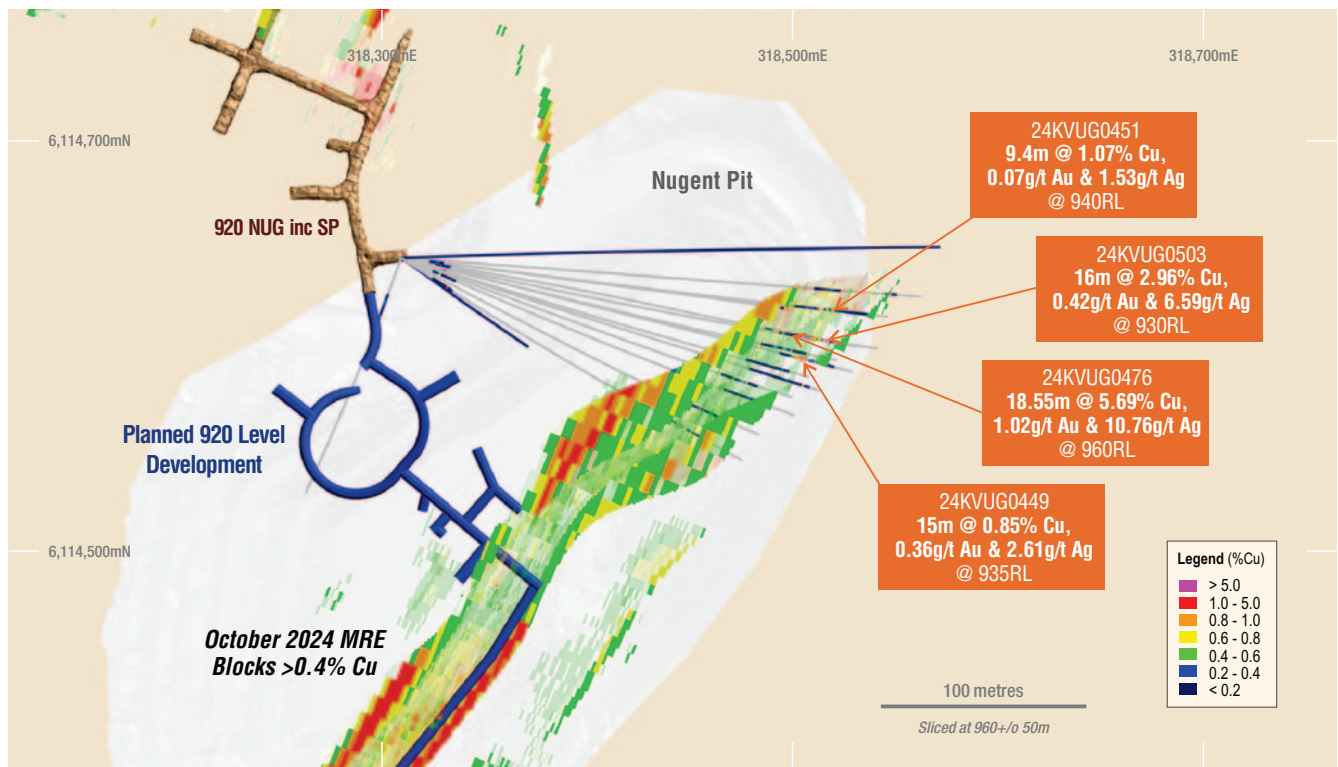 318,300mE
318,500mE
318,700mE
6,114,700mN
Nugent Pit
920 NUG inc SP
24KVUG0451
9.4m @ 1.07% Cu,
0.07g/t Au & 1.53g/t Ag
@ 940RL
24KVUG0503
16m @ 2.96% Cu,
0.42g/t Au & 6.59g/t Ag
@ 930RL
24KVUG0476
18.55m @ 5.69% Cu,
1.02g/t Au & 10.76g/t Ag
@ 960RL
Planned 920 Level
Development
24KVUG0449
15m @ 0.85% Cu,
0.36g/t Au & 2.61g/t Ag
@ 935RL
6,114,500mN
October 2024 MRE
Blocks >0.4% Cu
Legend (%Cu)
> 5.0
1.0 - 5.0
0.8 - 1.0
0.6 - 0.8
0.4 - 0.6
0.2 - 0.4
< 0.2
100 metres
Sliced at 960+/o 50m